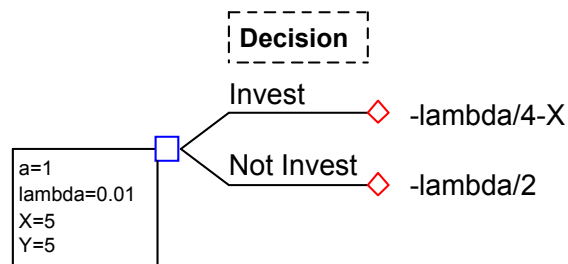 Decision
Invest
-lambda/4-X
Not Invest
-lambda/2
a=1
lambda=0.01
X=5
Y=5